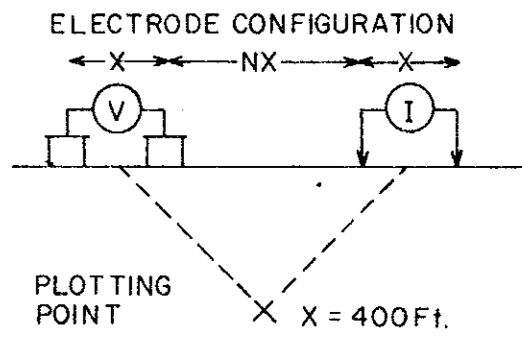 ELECTRODE CONFIGURATION
X NX X
V I
PLOTTING
POINT X = 400 Ft.